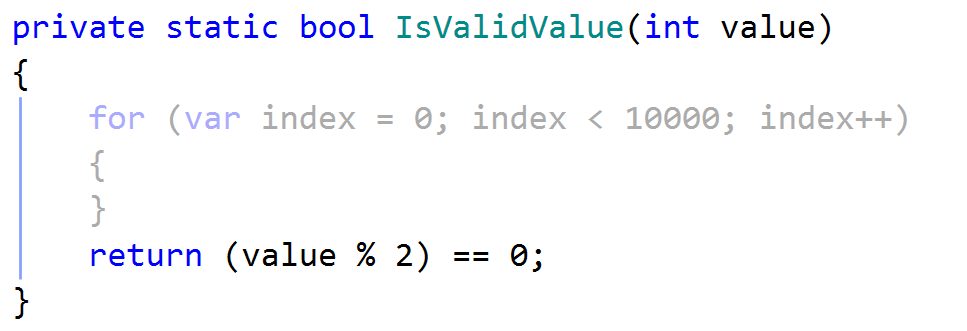 private static bool IsValidValue(int value)
{
    for (var index = 0; index < 10000; index++)
    {
    }
    return (value % 2) == 0;
}